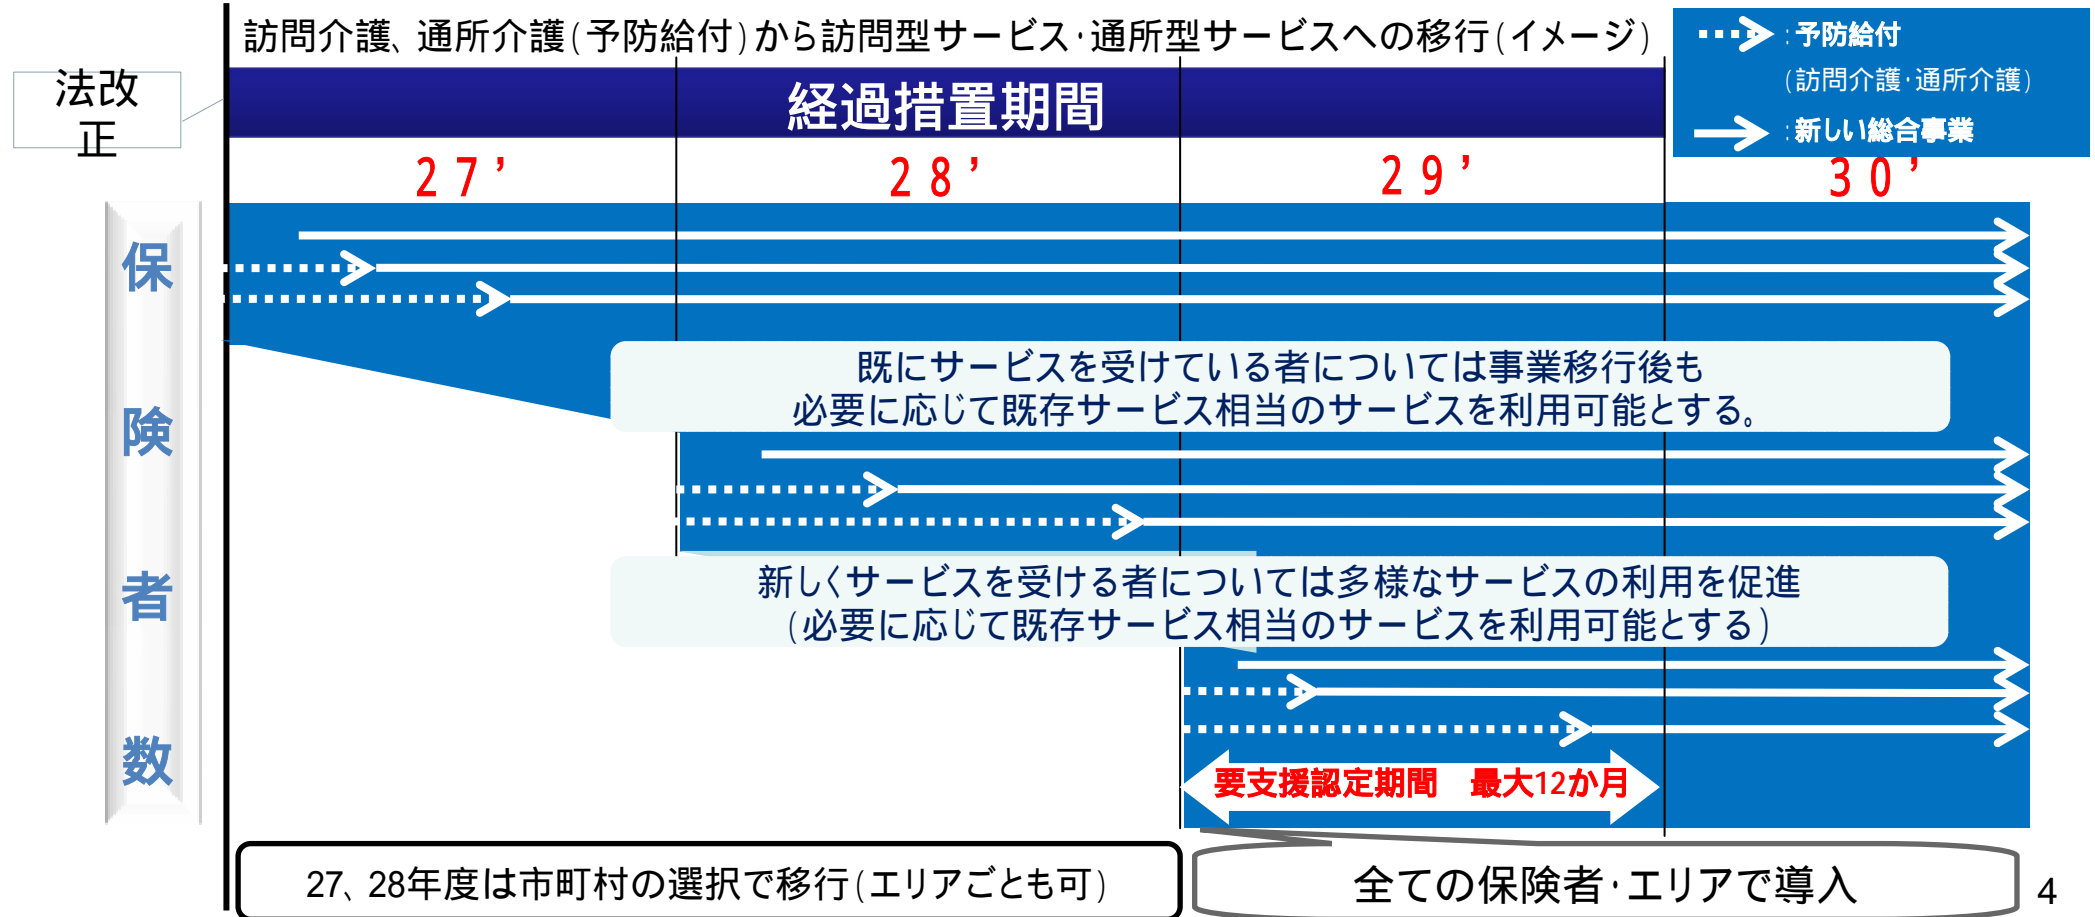 訪問介護、通所介護(予防給付)から訪問型サービス・通所型サービスへの移行(イメージ)
:予防給付
(訪問介護・通所介護)
:新しい総合事業
法改
正
経過措置期間
27’
28’
29’
30’
保
険
者
数
既にサービスを受けている者については事業移行後も
必要に応じて既存サービス相当のサービスを利用可能とする。
新しくサービスを受ける者については多様なサービスの利用を促進
(必要に応じて既存サービス相当のサービスを利用可能とする)
要支援認定期間　最大12か月
27、28年度は市町村の選択で移行(エリアごとも可)
全ての保険者・エリアで導入
4